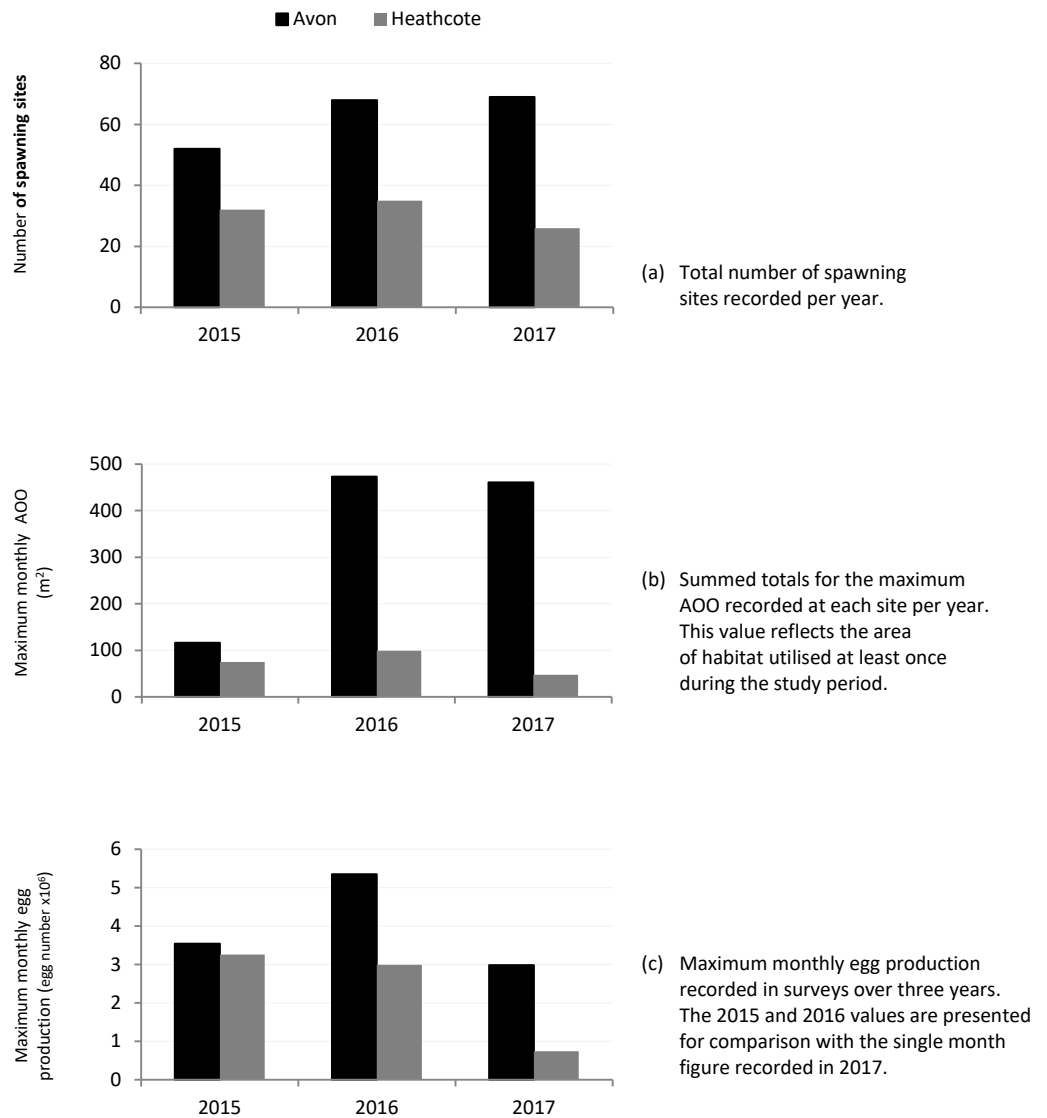 Avon Heathcote
Number of spawning sites
80
60
40
20
0
2015 2016 2017
(a) Total number of spawning
sites recorded per year.
Maximum monthly AOO
(m²)
500
400
300
200
100
0
2015 2016 2017
(b) Summed totals for the maximum
AOO recorded at each site per year.
This value reflects the area
of habitat utilised at least once
during the study period.
Maximum monthly egg
production (egg number x10⁶)
6
5
4
3
2
1
0
2015 2016 2017
(c) Maximum monthly egg production
recorded in surveys over three years.
The 2015 and 2016 values are presented
for comparison with the single month
figure recorded in 2017.